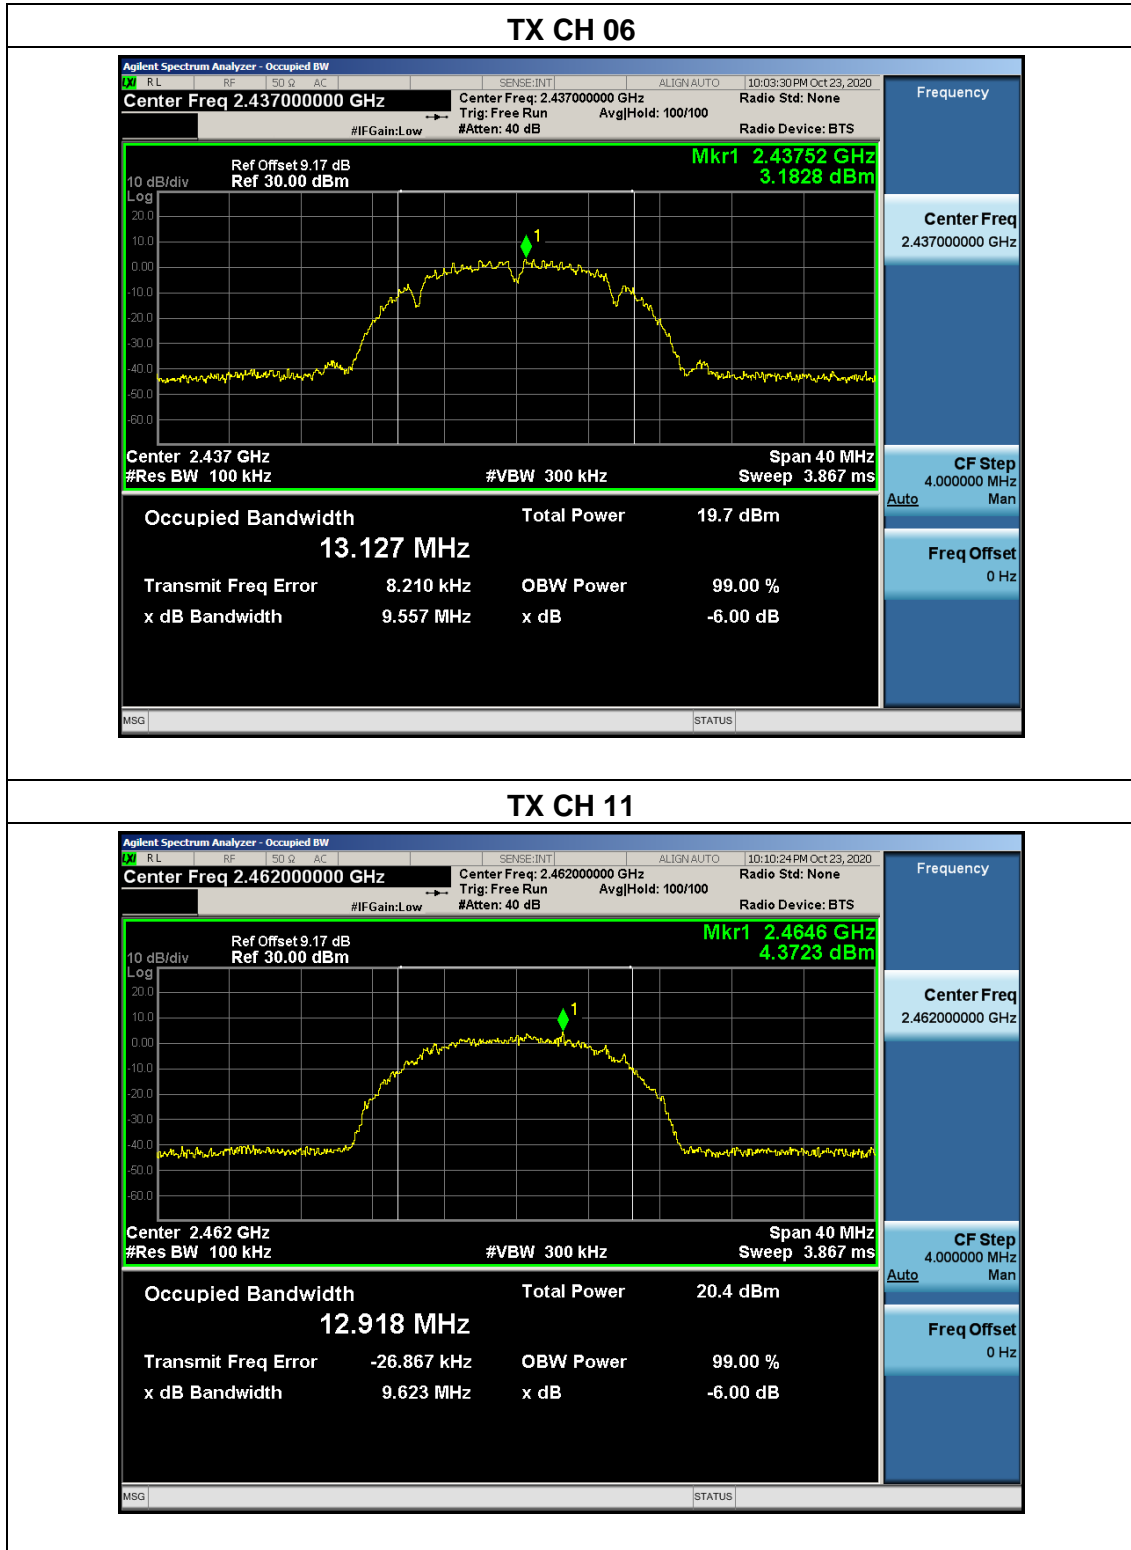 TX CH 06
Agilent Spectrum Analyzer - Occupied BW
LXI RL RF 50 Ω AC SENSE:INT ALIGN AUTO 10:03:30 PM Oct 23, 2020
Center Freq 2.437000000 GHz Center Freq: 2.437000000 GHz Radio Std: None Frequency
Trig: Free Run Avg|Hold: 100/100
#IFGain:Low #Atten: 40 dB Radio Device: BTS
Ref Offset 9.17 dB Mkr1 2.43752 GHz
10 dB/div Ref 30.00 dBm 3.1828 dBm
Log
20.0
10.0
0.00
-10.0
-20.0
-30.0
-40.0
-50.0
-60.0
1
Center Freq
2.437000000 GHz
Center 2.437 GHz Span 40 MHz
#Res BW 100 kHz #VBW 300 kHz Sweep 3.867 ms
CF Step
4.000000 MHz
Auto Man
Occupied Bandwidth Total Power 19.7 dBm
13.127 MHz
Freq Offset
0 Hz
Transmit Freq Error 8.210 kHz OBW Power 99.00 %
x dB Bandwidth 9.557 MHz x dB -6.00 dB
MSG STATUS
TX CH 11
Agilent Spectrum Analyzer - Occupied BW
LXI RL RF 50 Ω AC SENSE:INT ALIGN AUTO 10:10:24 PM Oct 23, 2020
Center Freq 2.462000000 GHz Center Freq: 2.462000000 GHz Radio Std: None Frequency
Trig: Free Run Avg|Hold: 100/100
#IFGain:Low #Atten: 40 dB Radio Device: BTS
Ref Offset 9.17 dB Mkr1 2.4646 GHz
10 dB/div Ref 30.00 dBm 4.3723 dBm
Log
20.0
10.0
0.00
-10.0
-20.0
-30.0
-40.0
-50.0
-60.0
1
Center Freq
2.462000000 GHz
Center 2.462 GHz Span 40 MHz
#Res BW 100 kHz #VBW 300 kHz Sweep 3.867 ms
CF Step
4.000000 MHz
Auto Man
Occupied Bandwidth Total Power 20.4 dBm
12.918 MHz
Freq Offset
0 Hz
Transmit Freq Error -26.867 kHz OBW Power 99.00 %
x dB Bandwidth 9.623 MHz x dB -6.00 dB
MSG STATUS